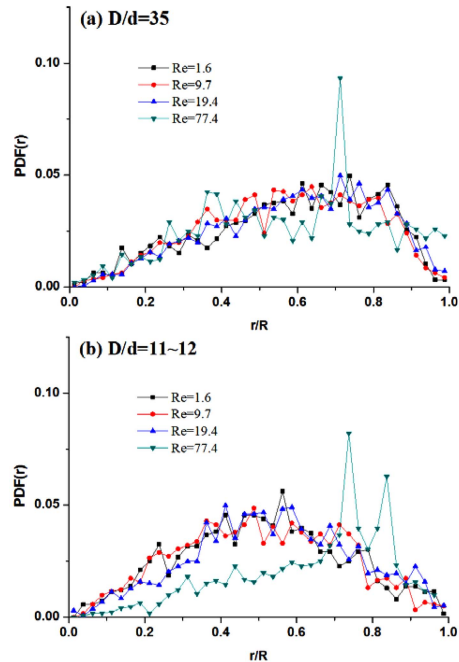 (a) D/d=35
Re=1.6
Re=9.7
Re=19.4
Re=77.4
PDF(r)
0.10
0.05
0.00
0.0 0.2 0.4 0.6 0.8 1.0
r/R
(b) D/d=11~12
Re=1.6
Re=9.7
Re=19.4
Re=77.4
PDF(r)
0.10
0.05
0.00
0.0 0.2 0.4 0.6 0.8 1.0
r/R